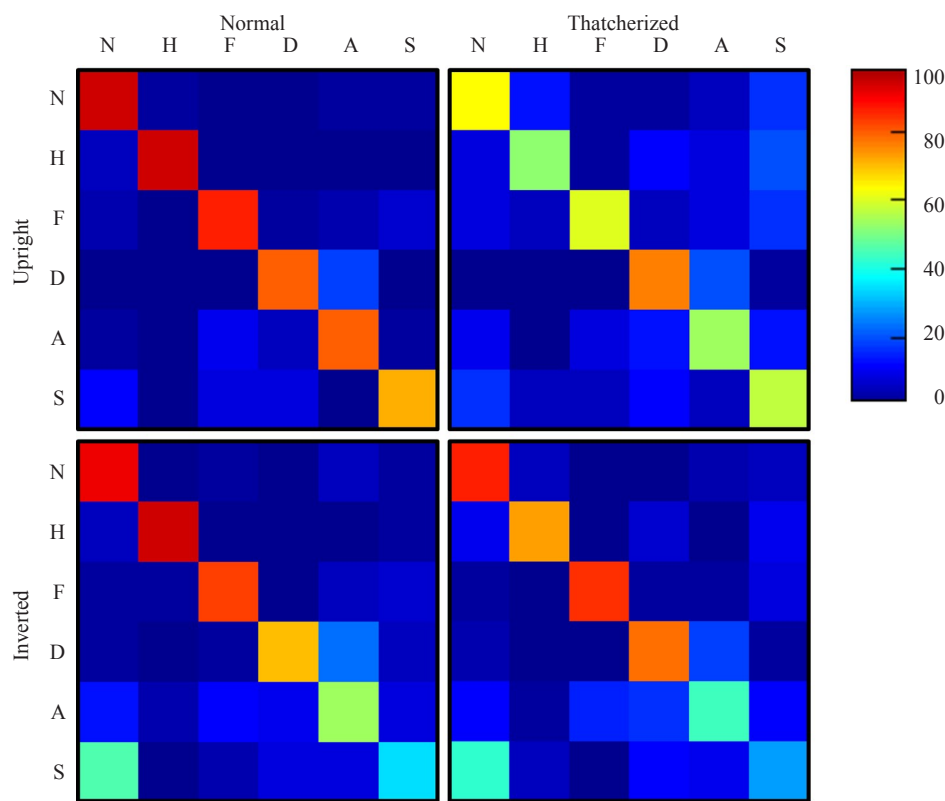 Normal Thatcherized
N H F D A S N H F D A S
N
H
F
D
A
S
Upright
N
H
F
D
A
S
Inverted
100
80
60
40
20
0